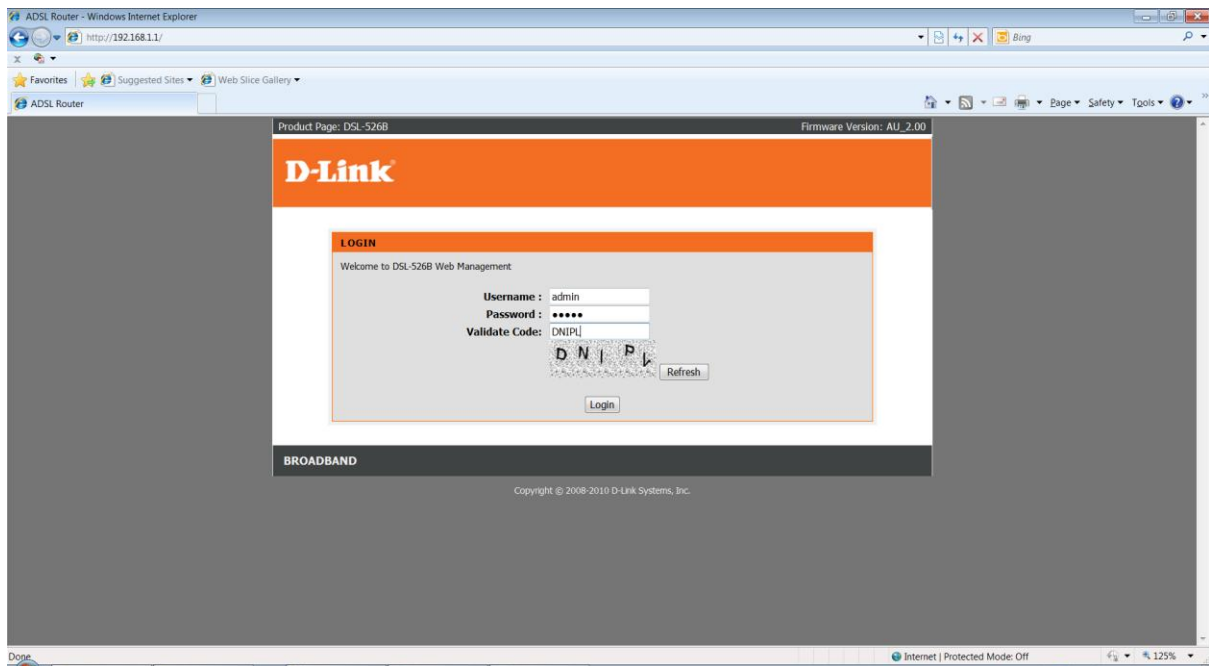 ADSL Router - Windows Internet Explorer
http://192.168.1.1/
Bing
x
Favorites Suggested Sites Web Slice Gallery
ADSL Router
Page Safety Tools
Product Page: DSL-526B Firmware Version: AU_2.00
D-Link
LOGIN
Welcome to DSL-526B Web Management
Username : admin
Password : •••••
Validate Code: DNIPL
D N I P L
Refresh
Login
BROADBAND
Copyright © 2008-2010 D-Link Systems, Inc.
Done Internet | Protected Mode: Off 125%